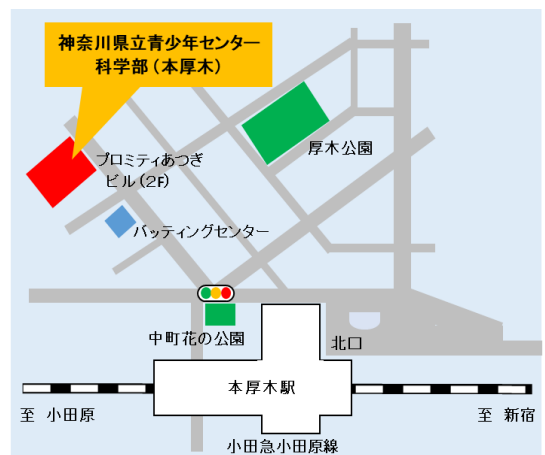 神奈川県立青少年センター
科学部(本厚木)
プロミティあつぎ
ビル(2F)
厚木公園
バッティングセンター
中町花の公園
北口
本厚木駅
至 小田原
至 新宿
小田急小田原線